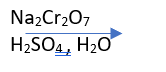 Na₂Cr₂O₇
H₂SO₄ , H₂O